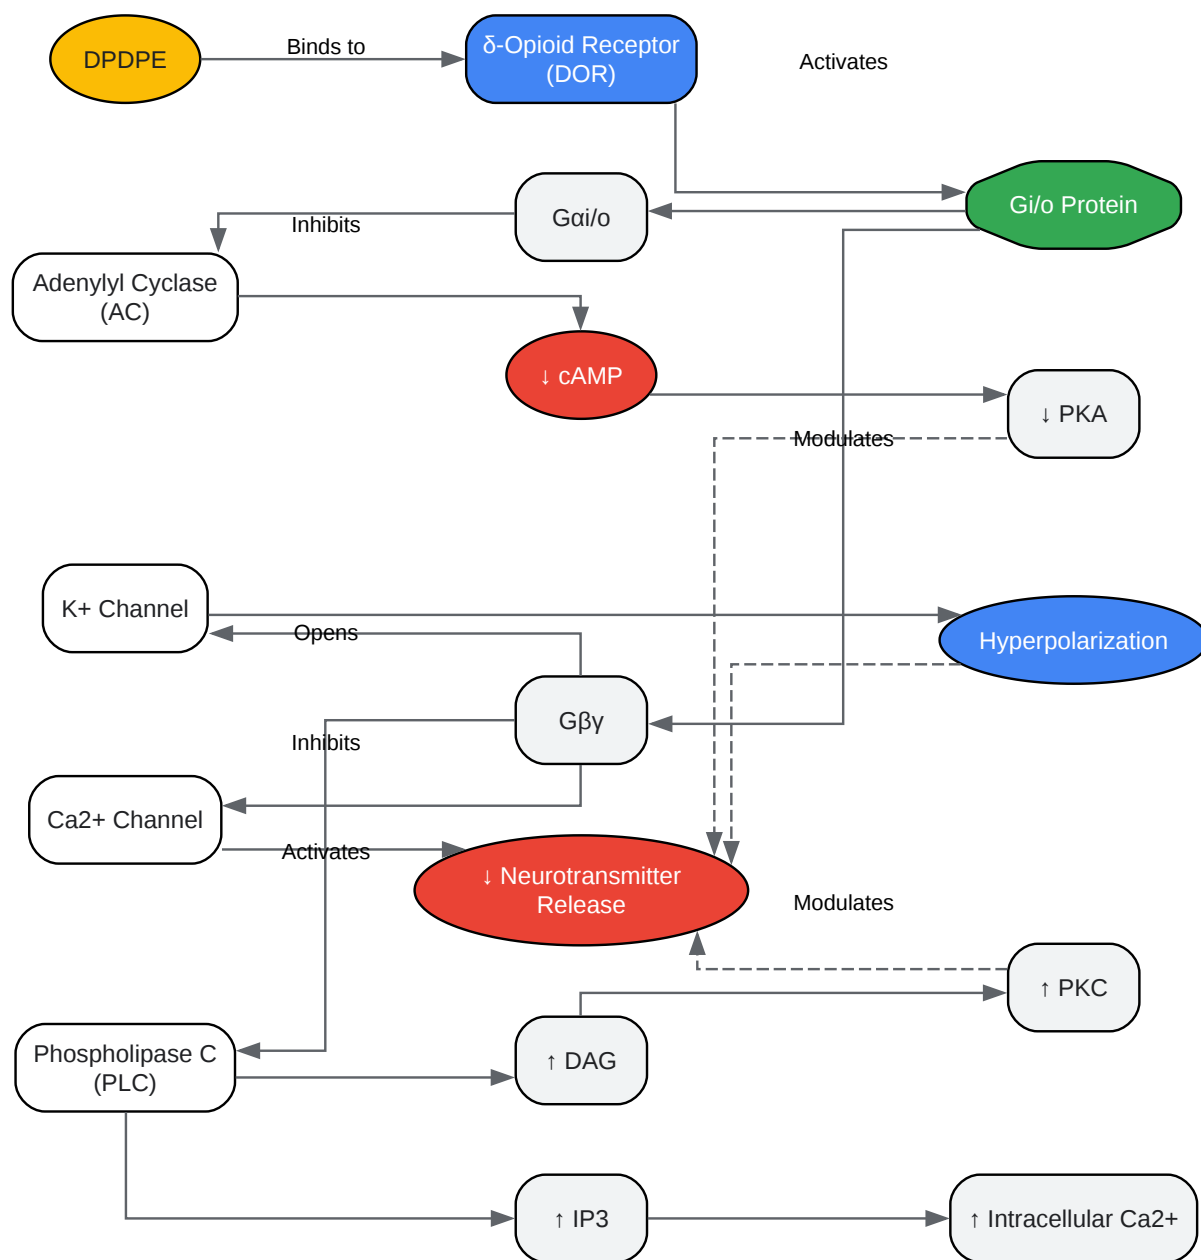 DPDPE
Binds to
δ-Opioid Receptor
(DOR)
Activates
Gαi/o
Gi/o Protein
Inhibits
Adenylyl Cyclase
(AC)
↓ cAMP
↓ PKA
Modulates
K+ Channel
Opens
Hyperpolarization
Gβγ
Inhibits
Ca2+ Channel
Activates
↓ Neurotransmitter
Release
Modulates
↑ PKC
Phospholipase C
(PLC)
↑ DAG
↑ IP3
↑ Intracellular Ca2+